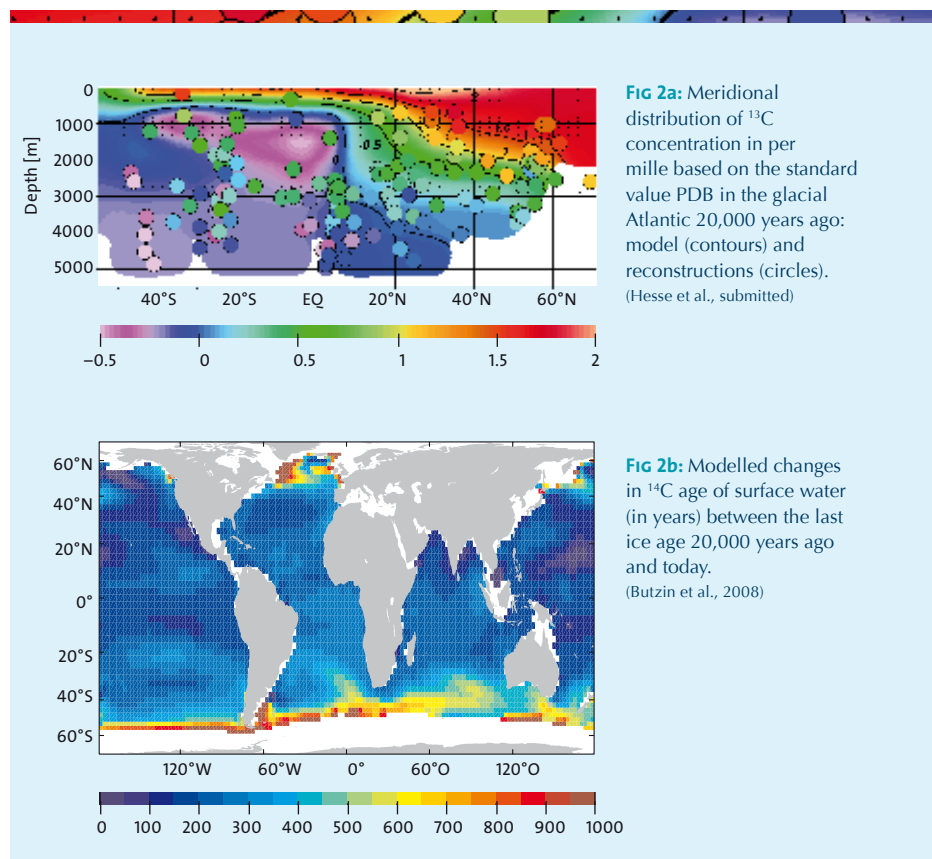 0
1000
2000
3000
4000
5000
Depth [m]
0.5
40°S 20°S EQ 20°N 40°N 60°N
−0.5 0 0.5 1 1.5 2
FIG 2a: Meridional
distribution of ¹³C
concentration in per
mille based on the standard
value PDB in the glacial
Atlantic 20,000 years ago:
model (contours) and
reconstructions (circles).
(Hesse et al., submitted)
60°N
40°N
20°N
0°
20°S
40°S
60°S
120°W 60°W 0° 60°O 120°O
0 100 200 300 400 500 600 700 800 900 1000
FIG 2b: Modelled changes
in ¹⁴C age of surface water
(in years) between the last
ice age 20,000 years ago
and today.
(Butzin et al., 2008)